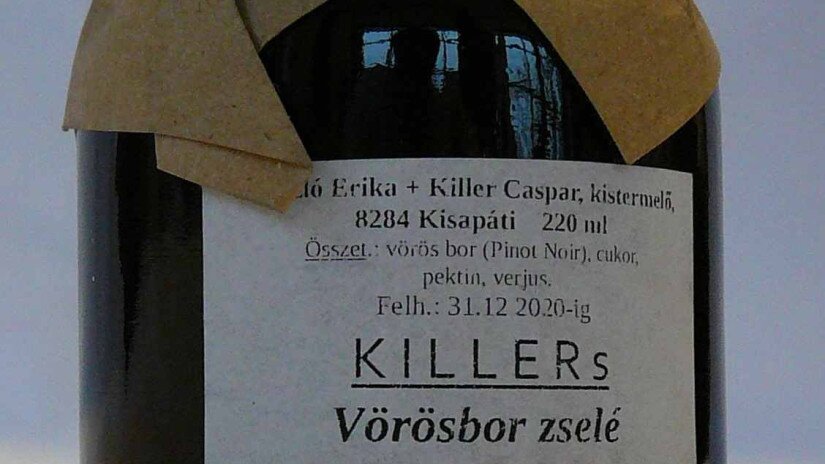 Erika + Killer Caspar, kistermelő,
8284 Kisapáti 220 ml
Összet.: vörös bor (Pinot Noir), cukor,
pektin, verjus.
Felh.: 31.12 2020-ig
KILLERs
Vörösbor zselé